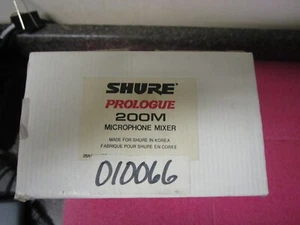 SHURE
PROLOGUE
200M
MICROPHONE MIXER
MADE FOR SHURE IN KOREA
FABRIQUE POUR SHURE EN COREE
010066